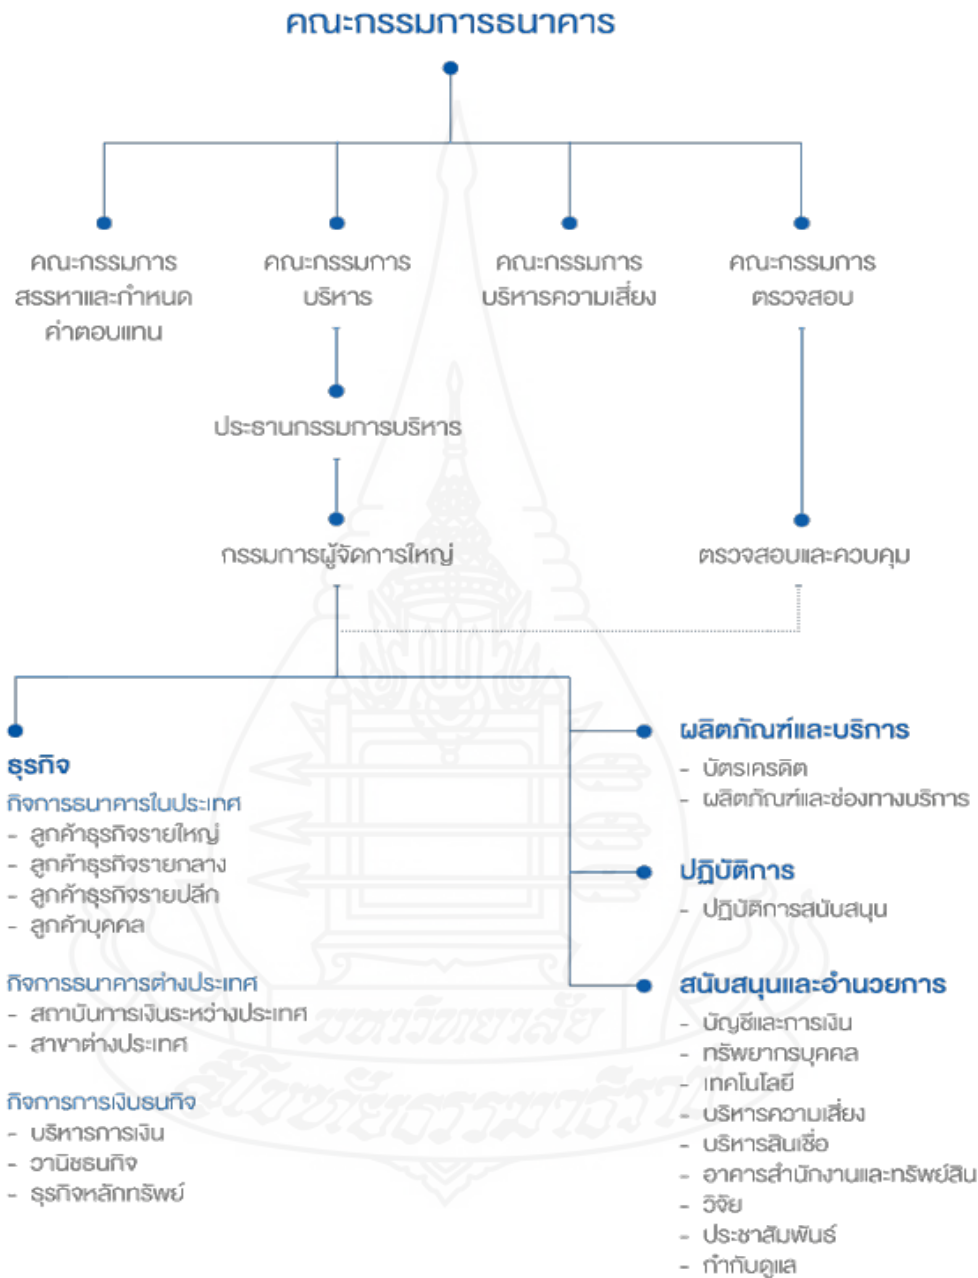 คณะกรรมการธนาคาร
คณะกรรมการ
สรรหาและกำหนด
ค่าตอบแทน
คณะกรรมการ
บริหาร
คณะกรรมการ
บริหารความเสี่ยง
คณะกรรมการ
ตรวจสอบ
ประธานกรรมการบริหาร
กรรมการผู้จัดการใหญ่
ตรวจสอบและควบคุม
ธุรกิจ
กิจการธนาคารในประเทศ
- ลูกค้าธุรกิจรายใหญ่
- ลูกค้าธุรกิจรายกลาง
- ลูกค้าธุรกิจรายปลีก
- ลูกค้าบุคคล
กิจการธนาคารต่างประเทศ
- สถาบันการเงินระหว่างประเทศ
- สาขาต่างประเทศ
กิจการการเงินธนกิจ
- บริหารการเงิน
- วานิชธนกิจ
- ธุรกิจหลักทรัพย์
ผลิตภัณฑ์และบริการ
- บัตรเครดิต
- ผลิตภัณฑ์และช่องทางบริการ
ปฏิบัติการ
- ปฏิบัติการสนับสนุน
สนับสนุนและอำนวยการ
- บัญชีและการเงิน
- ทรัพยากรบุคคล
- เทคโนโลยี
- บริหารความเสี่ยง
- บริหารสินเชื่อ
- อาคารสำนักงานและทรัพย์สิน
- วิจัย
- ประชาสัมพันธ์
- กำกับดูแล
มหาวิทยาลัย
สุโขทัยธรรมาธิราช